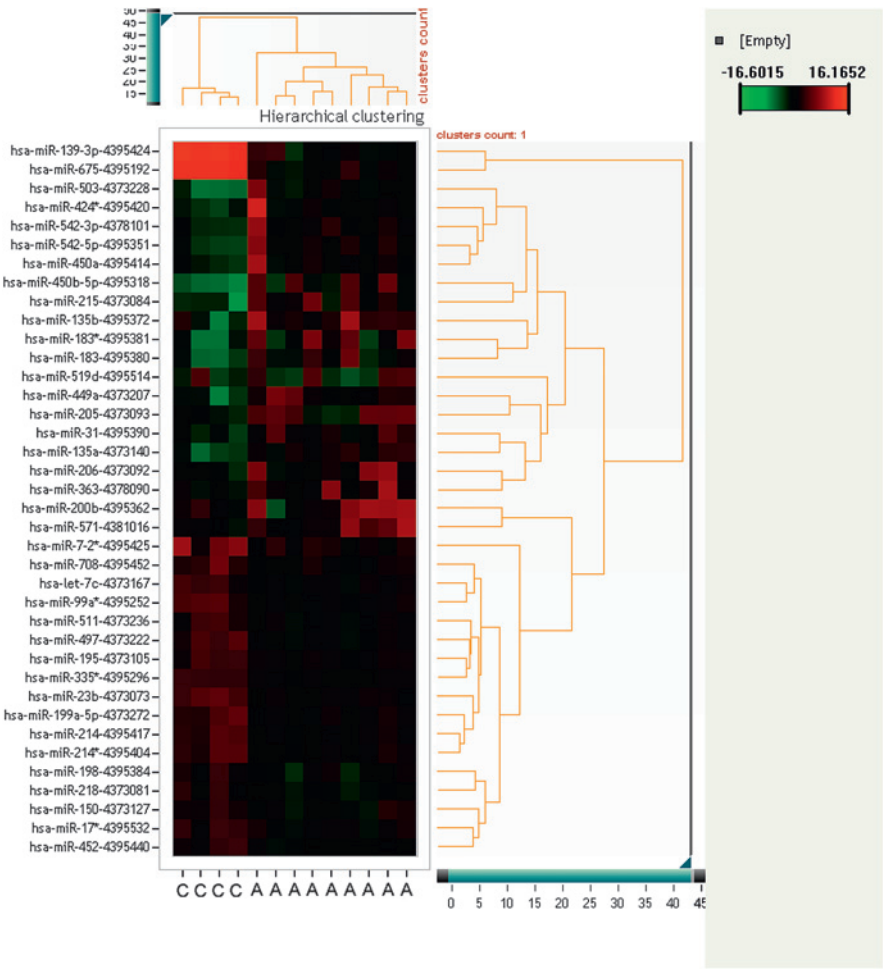 50
45
40
35
30
25
20
15
clusters count
Hierarchical clustering
[Empty]
-16.6015 16.1652
clusters count: 1
hsa-miR-139-3p-4395424
hsa-miR-675-4395192
hsa-miR-503-4373228
hsa-miR-424*-4395420
hsa-miR-542-3p-4378101
hsa-miR-542-5p-4395351
hsa-miR-450a-4395414
hsa-miR-450b-5p-4395318
hsa-miR-215-4373084
hsa-miR-135b-4395372
hsa-miR-183*-4395381
hsa-miR-183-4395380
hsa-miR-519d-4395514
hsa-miR-449a-4373207
hsa-miR-205-4373093
hsa-miR-31-4395390
hsa-miR-135a-4373140
hsa-miR-206-4373092
hsa-miR-363-4378090
hsa-miR-200b-4395362
hsa-miR-571-4381016
hsa-miR-7-2*-4395425
hsa-miR-708-4395452
hsa-let-7c-4373167
hsa-miR-99a*-4395252
hsa-miR-511-4373236
hsa-miR-497-4373222
hsa-miR-195-4373105
hsa-miR-335*-4395296
hsa-miR-23b-4373073
hsa-miR-199a-5p-4373272
hsa-miR-214-4395417
hsa-miR-214*-4395404
hsa-miR-198-4395384
hsa-miR-218-4373081
hsa-miR-150-4373127
hsa-miR-17*-4395532
hsa-miR-452-4395440
C C C C A A A A A A A A A
0 5 10 15 20 25 30 35 40 45